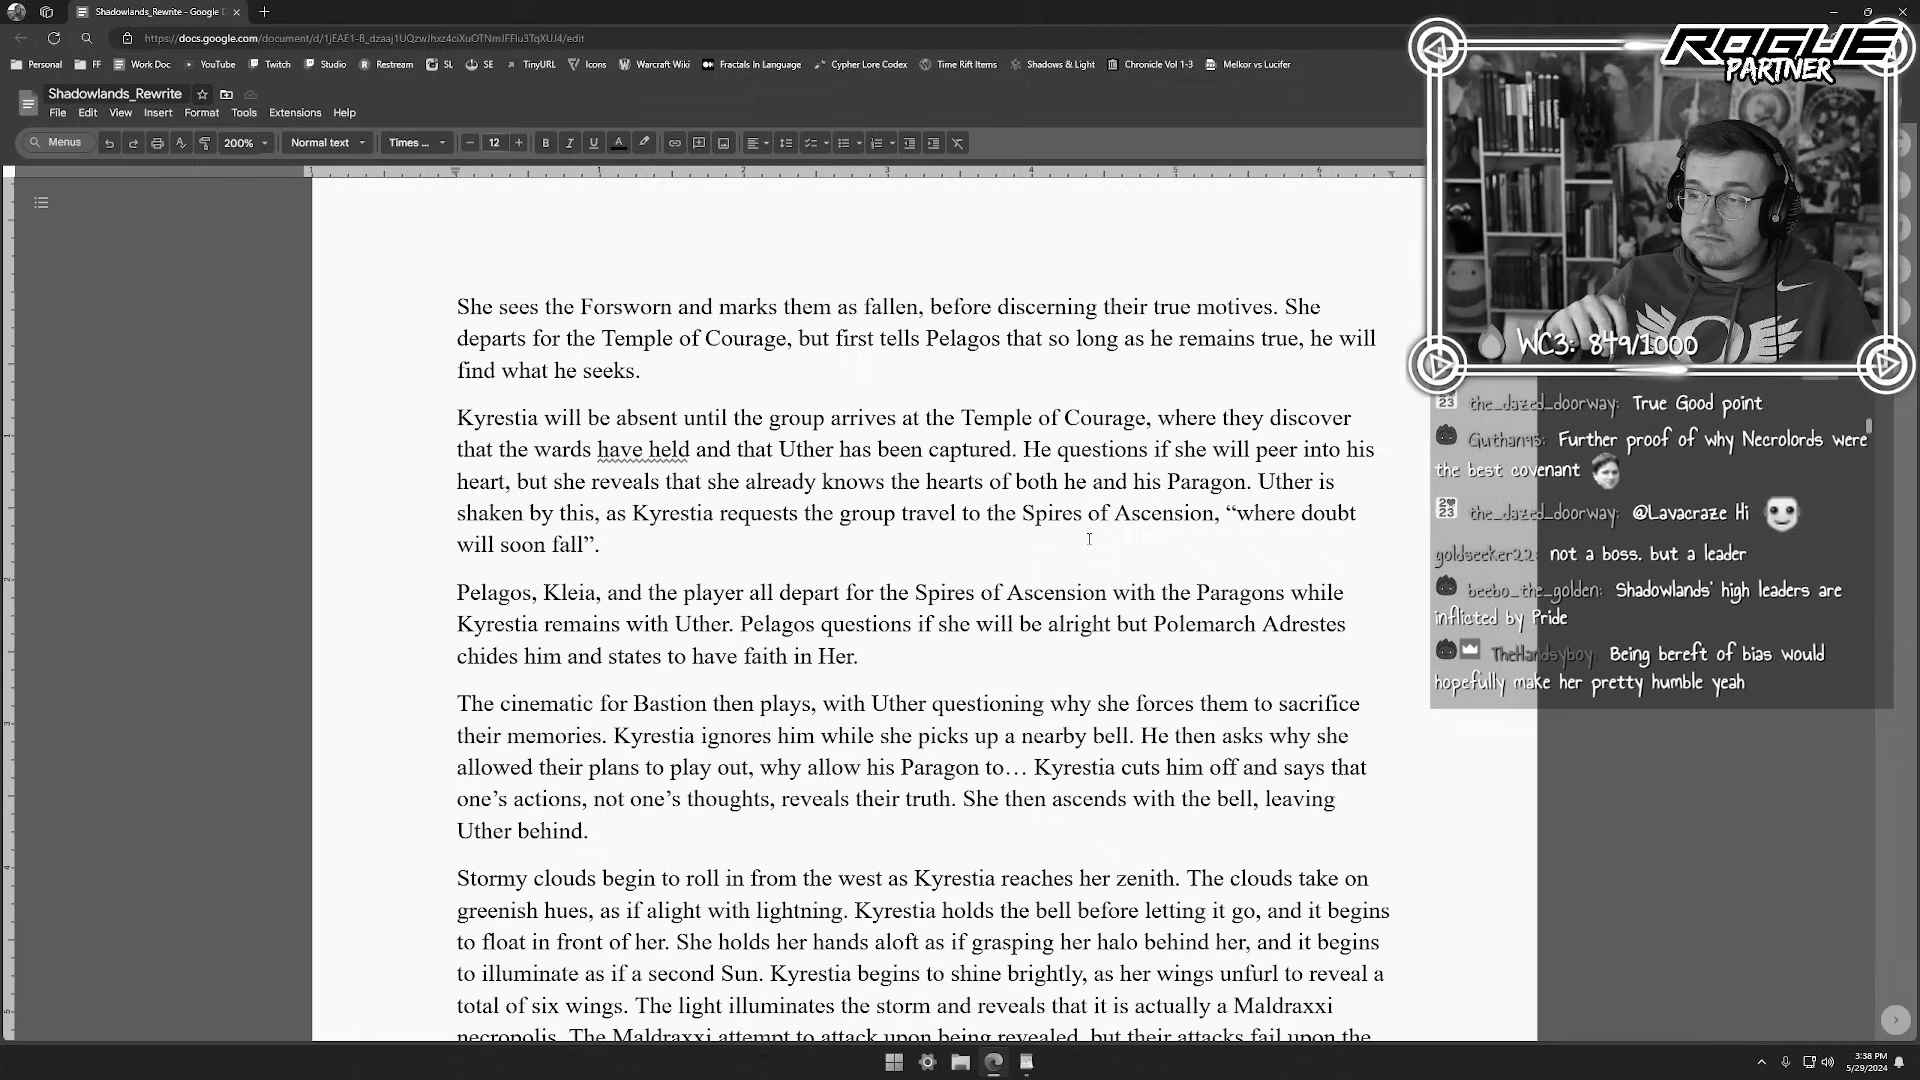 Shadowlands_Rewrite - Google D
https://docs.google.com/document/d/1jEAE1-B_dzaaj1UQzwJhxz4ciXuOTNmJFFlu3TqXUJ4/edit
Personal FF Work Doc YouTube Twitch Studio Restream SL SE TinyURL Icons Warcraft Wiki Fractals In Language Cypher Lore Codex Time Rift Items Shadows & Light Chronicle Vol 1-3 Melkor vs Lucifer
Shadowlands_Rewrite
File Edit View Insert Format Tools Extensions Help
Menus 200% Normal text Times ... 12
She sees the Forsworn and marks them as fallen, before discerning their true motives. She
departs for the Temple of Courage, but first tells Pelagos that so long as he remains true, he will
find what he seeks.
Kyrestia will be absent until the group arrives at the Temple of Courage, where they discover
that the wards have held and that Uther has been captured. He questions if she will peer into his
heart, but she reveals that she already knows the hearts of both he and his Paragon. Uther is
shaken by this, as Kyrestia requests the group travel to the Spires of Ascension, “where doubt
will soon fall”.
Pelagos, Kleia, and the player all depart for the Spires of Ascension with the Paragons while
Kyrestia remains with Uther. Pelagos questions if she will be alright but Polemarch Adrestes
chides him and states to have faith in Her.
The cinematic for Bastion then plays, with Uther questioning why she forces them to sacrifice
their memories. Kyrestia ignores him while she picks up a nearby bell. He then asks why she
allowed their plans to play out, why allow his Paragon to… Kyrestia cuts him off and says that
one’s actions, not one’s thoughts, reveals their truth. She then ascends with the bell, leaving
Uther behind.
Stormy clouds begin to roll in from the west as Kyrestia reaches her zenith. The clouds take on
greenish hues, as if alight with lightning. Kyrestia holds the bell before letting it go, and it begins
to float in front of her. She holds her hands aloft as if grasping her halo behind her, and it begins
to illuminate as if a second Sun. Kyrestia begins to shine brightly, as her wings unfurl to reveal a
total of six wings. The light illuminates the storm and reveals that it is actually a Maldraxxi
necropolis. The Maldraxxi attempt to attack upon being revealed, but their attacks fail upon the
ROGUE
PARTNER
WC3: 849/1000
the_dazed_doorway: True Good point
Guthan95: Further proof of why Necrolords were
the best covenant
the_dazed_doorway: @Lavacraze Hi
goldseeker22: not a boss. but a leader
beebo_the_golden: Shadowlands' high leaders are
inflicted by Pride
TheHandsyboy: Being bereft of bias would
hopefully make her pretty humble yeah
3:38 PM
5/29/2024